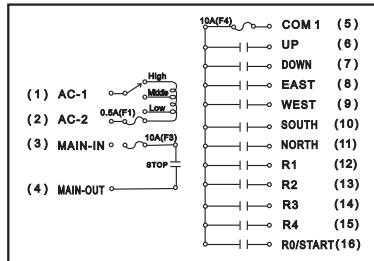 10A(F4) COM 1 (5)
UP (6)
DOWN (7)
EAST (8)
WEST (9)
SOUTH (10)
NORTH (11)
R1 (12)
R2 (13)
R3 (14)
R4 (15)
R0/START (16)
High
Middle
Low
(1) AC-1
(2) AC-2 0.5A(F1)
(3) MAIN-IN 10A(F3)
STOP
(4) MAIN-OUT